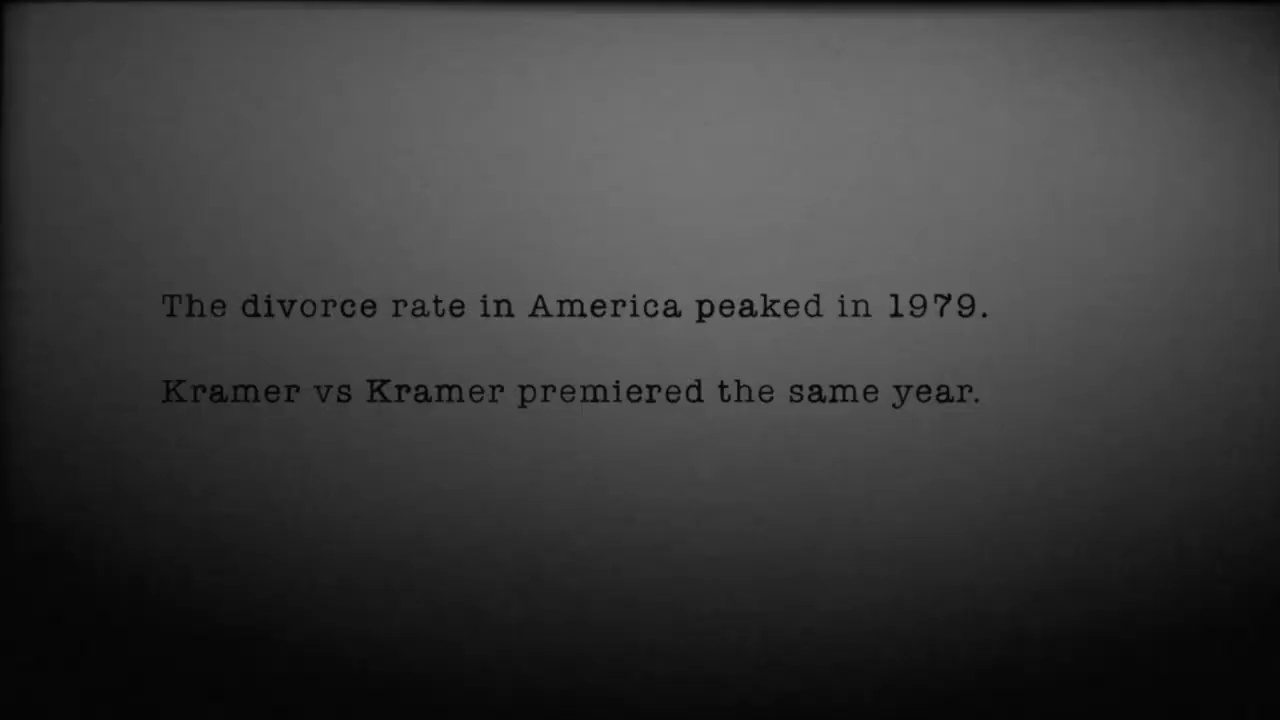 The divorce rate in America peaked in 1979.
Kramer vs Kramer premiered the same year.